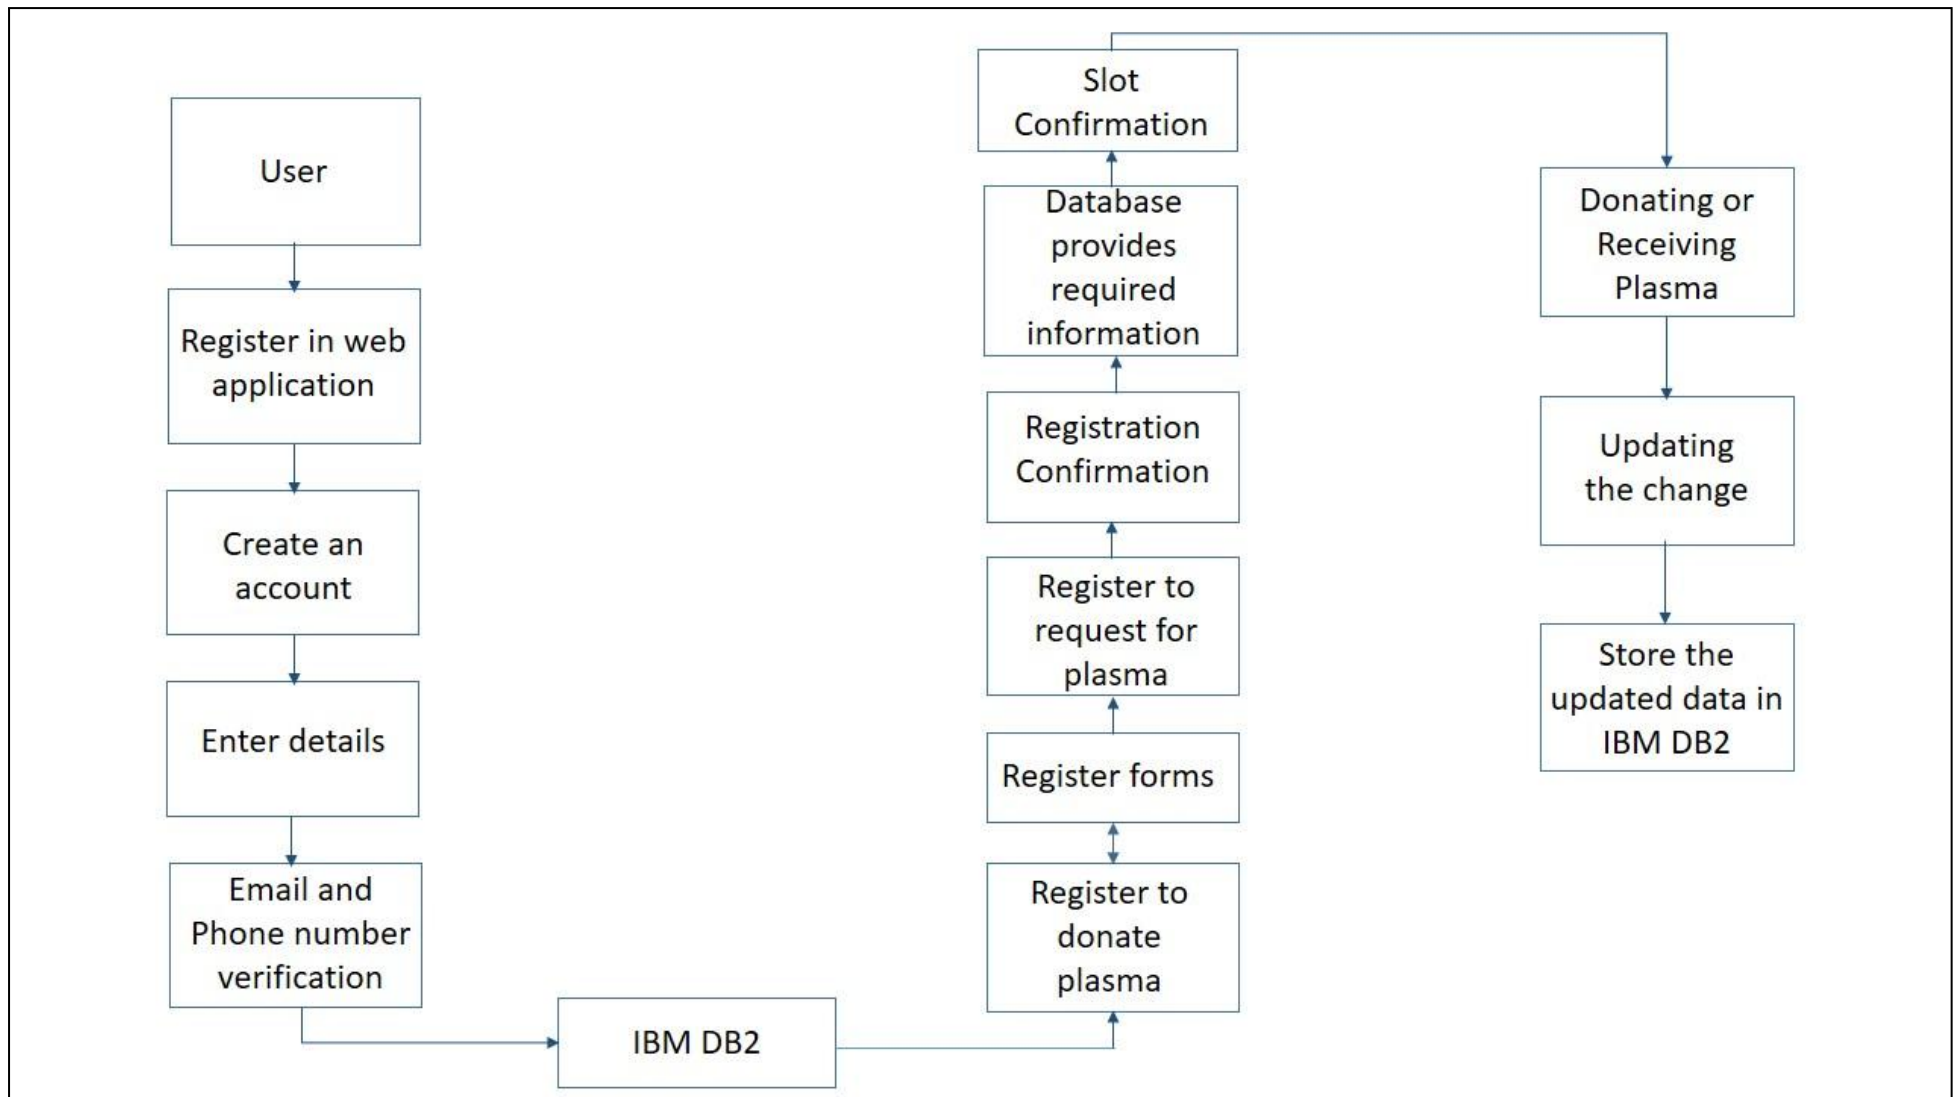 User
Register in web
application
Create an
account
Enter details
Email and
Phone number
verification
IBM DB2
Register to
donate
plasma
Register forms
Register to
request for
plasma
Registration
Confirmation
Database
provides
required
information
Slot
Confirmation
Donating or
Receiving
Plasma
Updating
the change
Store the
updated data in
IBM DB2